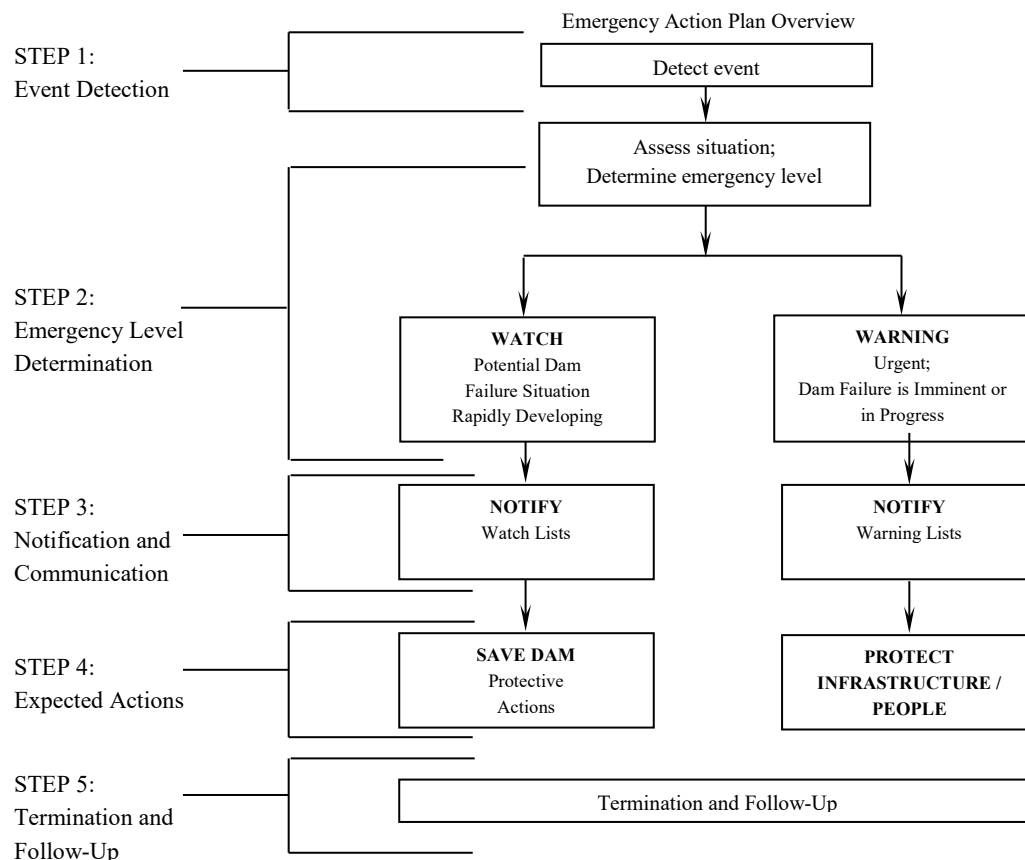 Emergency Action Plan Overview
STEP 1:
Event Detection
Detect event
Assess situation;
Determine emergency level
STEP 2:
Emergency Level
Determination
WATCH
Potential Dam
Failure Situation
Rapidly Developing
WARNING
Urgent;
Dam Failure is Imminent or
in Progress
STEP 3:
Notification and
Communication
NOTIFY
Watch Lists
NOTIFY
Warning Lists
STEP 4:
Expected Actions
SAVE DAM
Protective
Actions
PROTECT
INFRASTRUCTURE /
PEOPLE
STEP 5:
Termination and
Follow-Up
Termination and Follow-Up